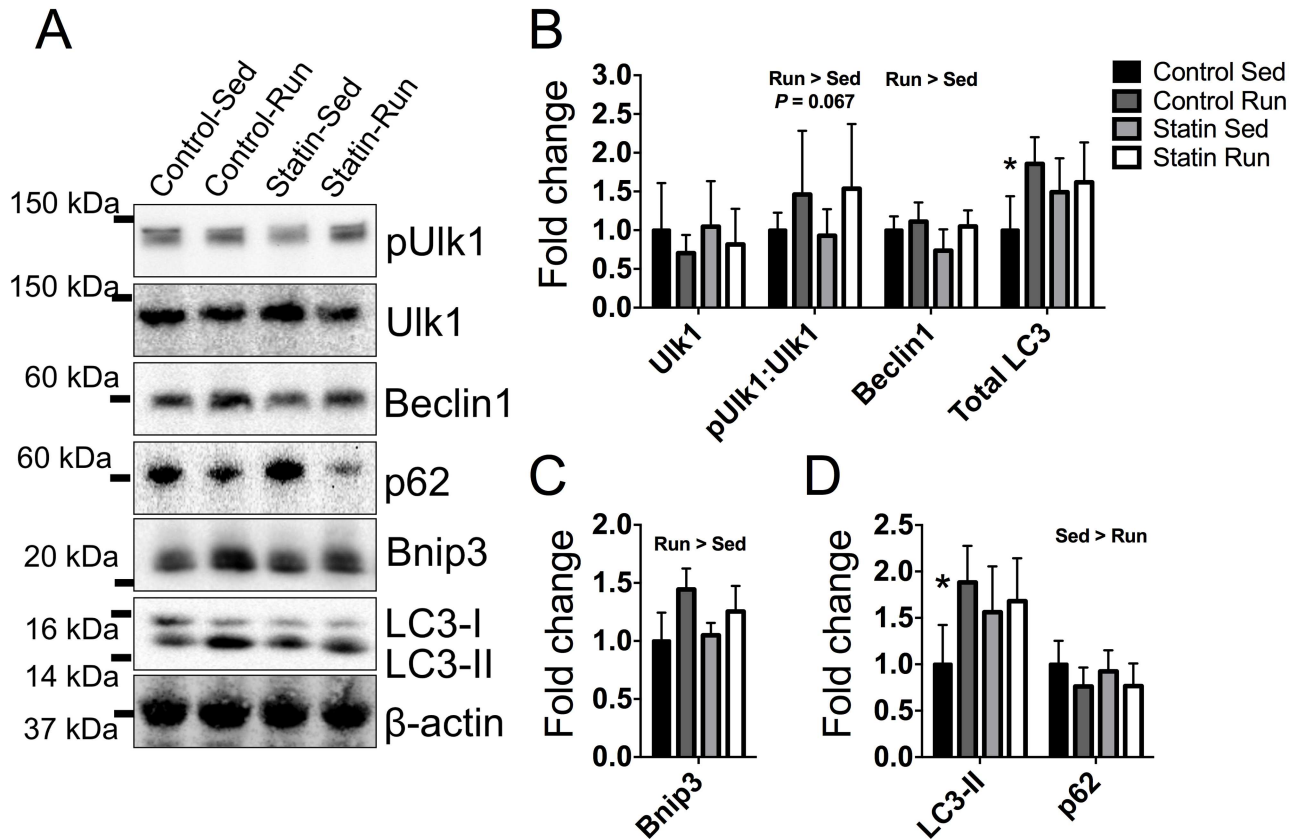 A
Control-Sed
Control-Run
Statin-Sed
Statin-Run
150 kDa
pUlk1
150 kDa
Ulk1
60 kDa
Beclin1
60 kDa
p62
20 kDa
Bnip3
16 kDa
LC3-I
14 kDa
LC3-II
37 kDa
β-actin
B
Fold change
3.0
2.5
2.0
1.5
1.0
0.5
0.0
Run > Sed
P = 0.067
Run > Sed
*
Ulk1
pUlk1:Ulk1
Beclin1
Total LC3
Control Sed
Control Run
Statin Sed
Statin Run
C
Fold change
2.0
1.5
1.0
0.5
0.0
Run > Sed
Bnip3
D
Fold change
2.5
2.0
1.5
1.0
0.5
0.0
Sed > Run
*
LC3-II
p62